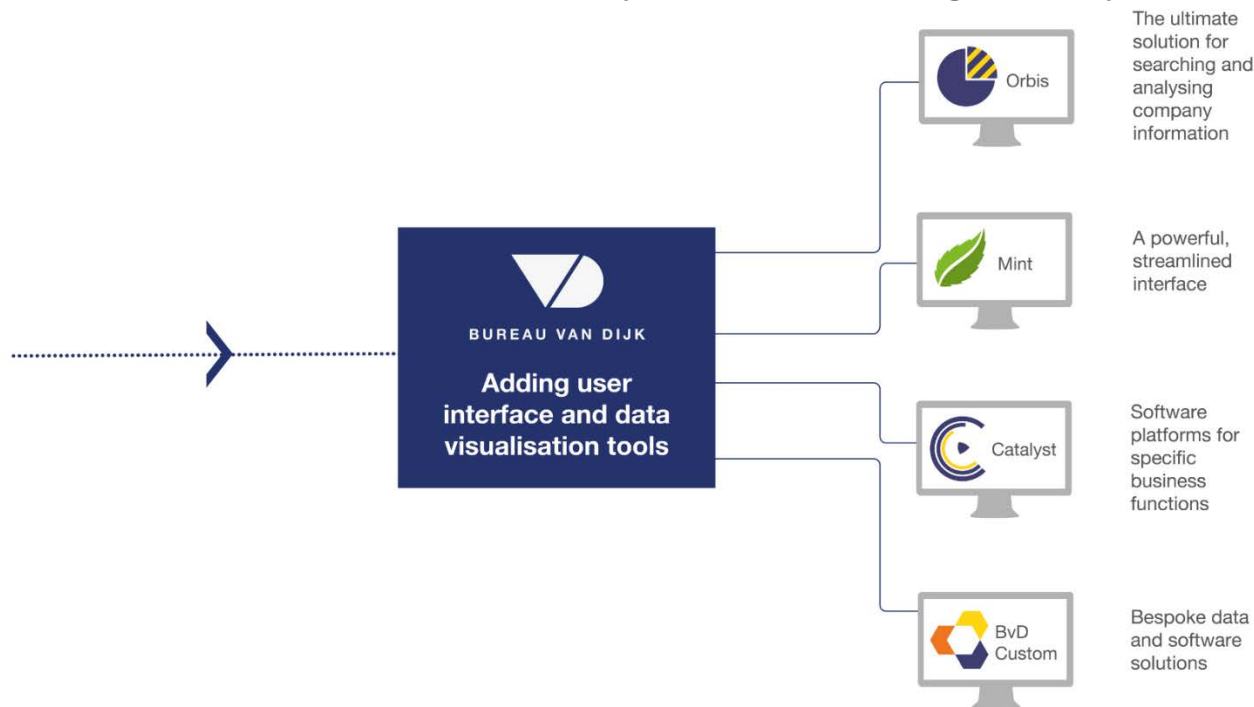 BUREAU VAN DIJK
Adding user
interface and data
visualisation tools
Orbis
The ultimate
solution for
searching and
analysing
company
information
Mint
A powerful,
streamlined
interface
Catalyst
Software
platforms for
specific
business
functions
BvD
Custom
Bespoke data
and software
solutions